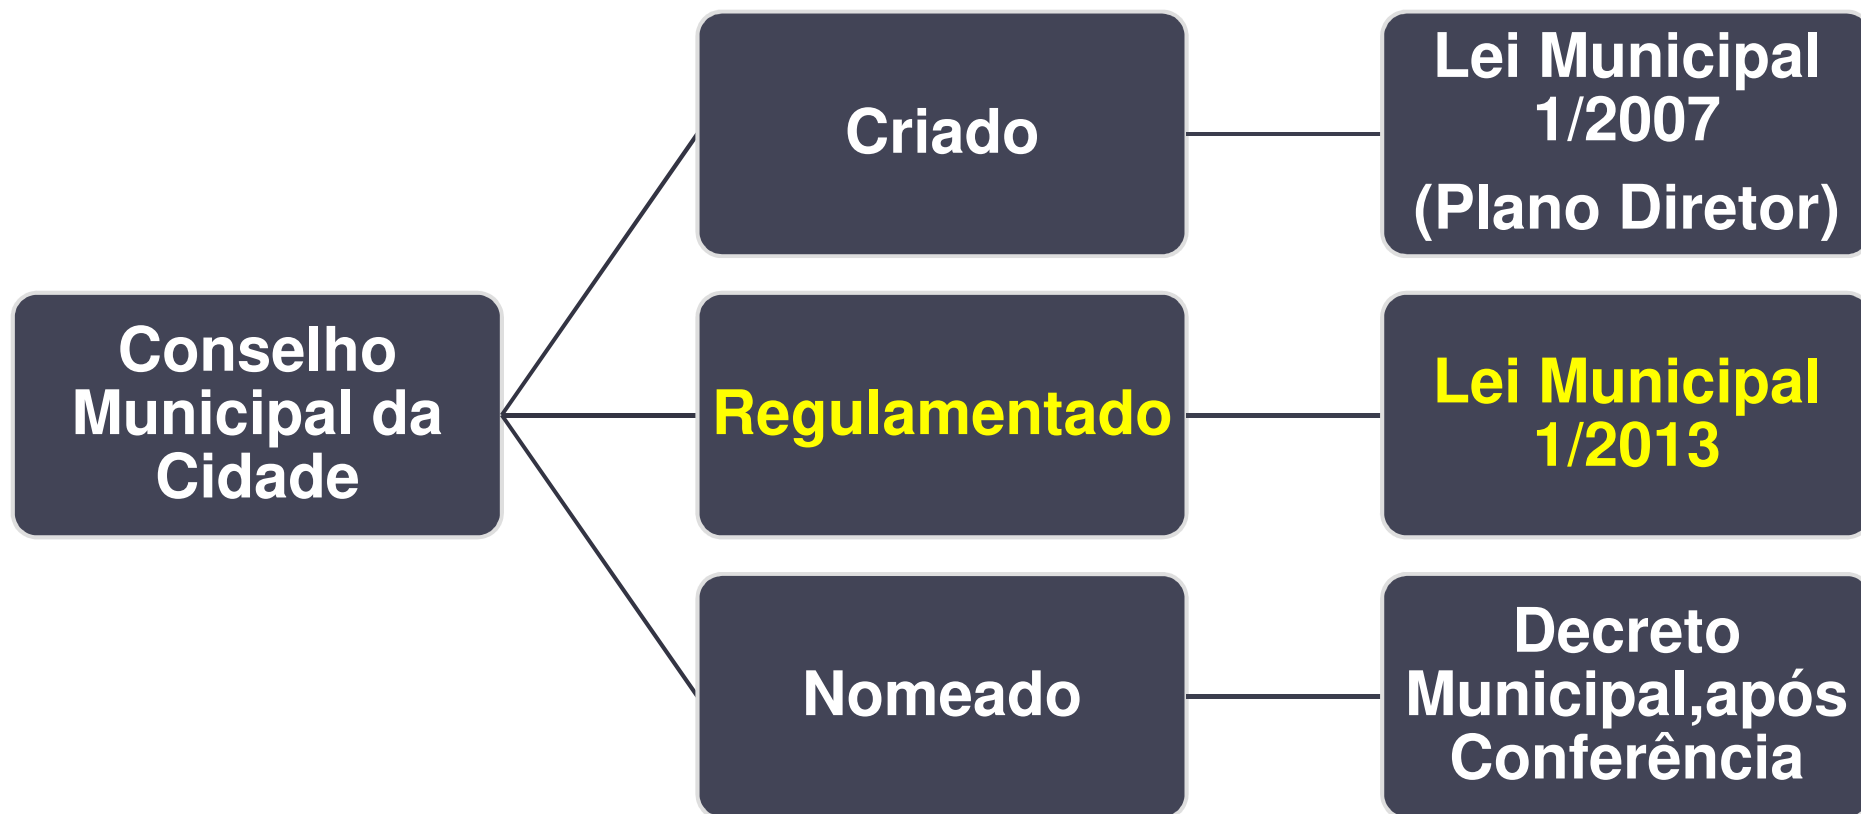 Conselho
Municipal da
Cidade
Criado
Lei Municipal
1/2007
(Plano Diretor)
Regulamentado
Lei Municipal
1/2013
Nomeado
Decreto
Municipal,após
Conferência